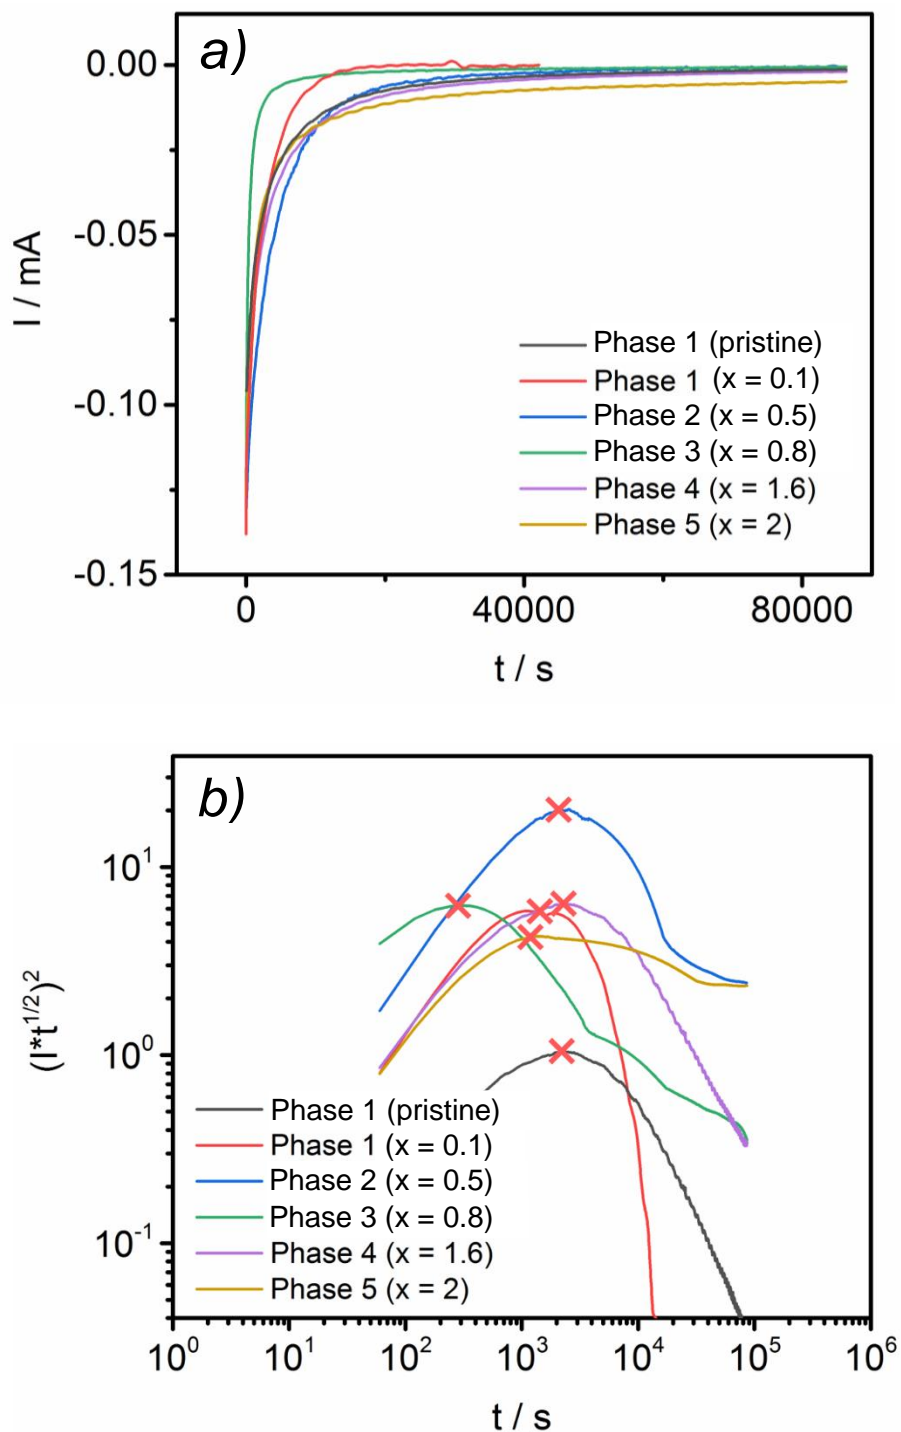 a)
0.00
-0.05
-0.10
-0.15
I / mA
Phase 1 (pristine)
Phase 1 (x = 0.1)
Phase 2 (x = 0.5)
Phase 3 (x = 0.8)
Phase 4 (x = 1.6)
Phase 5 (x = 2)
0 40000 80000
t / s
b)
10¹
10⁰
10⁻¹
(I*t^{1/2})²
Phase 1 (pristine)
Phase 1 (x = 0.1)
Phase 2 (x = 0.5)
Phase 3 (x = 0.8)
Phase 4 (x = 1.6)
Phase 5 (x = 2)
10⁰ 10¹ 10² 10³ 10⁴ 10⁵ 10⁶
t / s